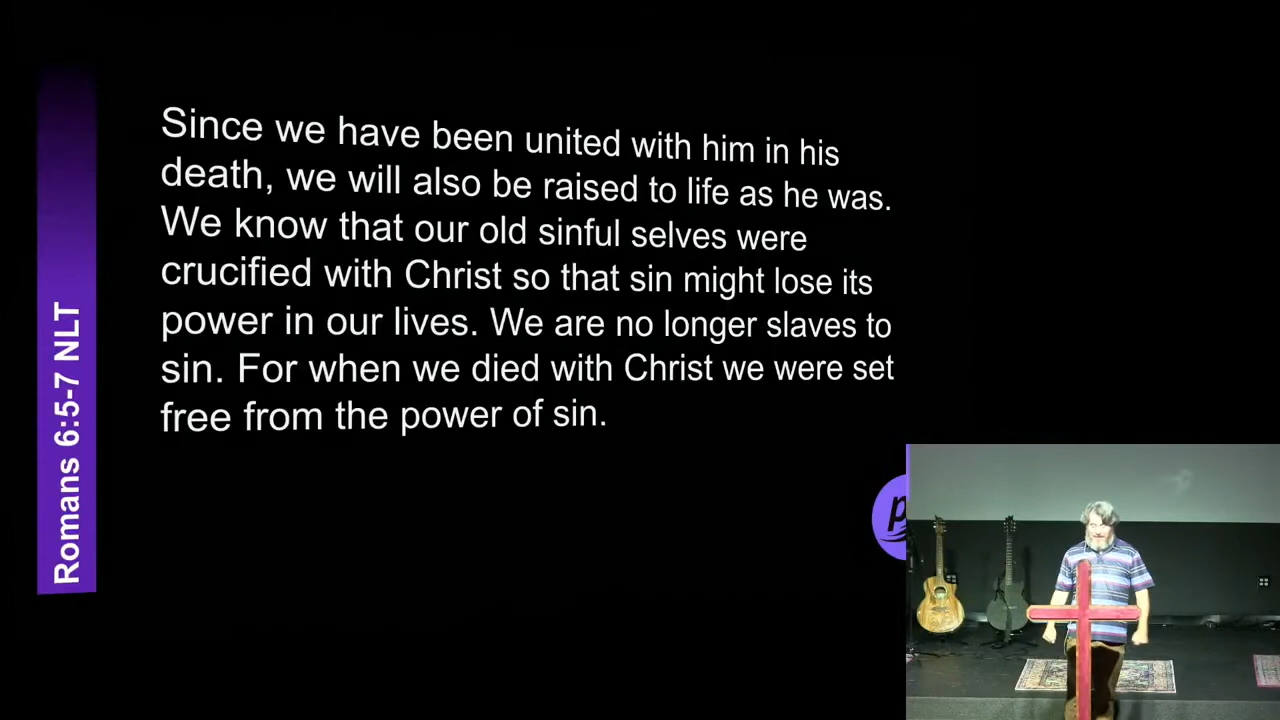 Since we have been united with him in his
death, we will also be raised to life as he was.
We know that our old sinful selves were
crucified with Christ so that sin might lose its
power in our lives. We are no longer slaves to
sin. For when we died with Christ we were set
free from the power of sin.
Romans 6:5-7 NLT
p